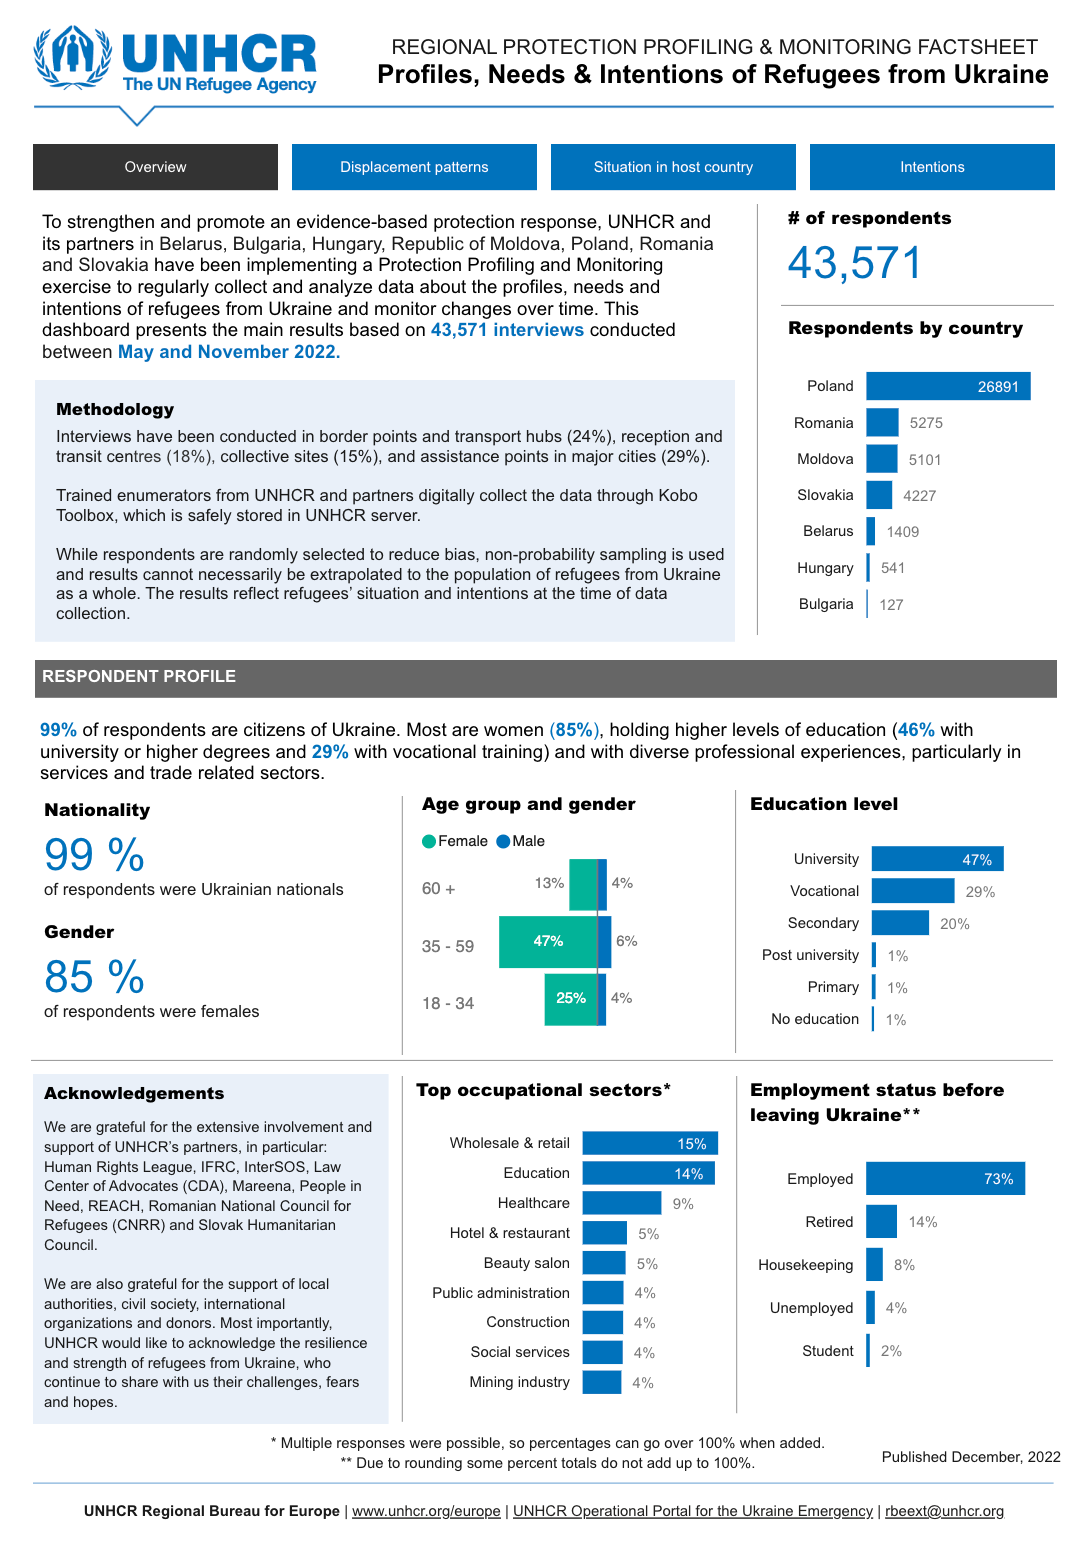 UNHCR
The UN Refugee Agency
REGIONAL PROTECTION PROFILING & MONITORING FACTSHEET
Profiles, Needs & Intentions of Refugees from Ukraine
Overview
Displacement patterns
Situation in host country
Intentions
To strengthen and promote an evidence-based protection response, UNHCR and
its partners in Belarus, Bulgaria, Hungary, Republic of Moldova, Poland, Romania
and Slovakia have been implementing a Protection Profiling and Monitoring
exercise to regularly collect and analyze data about the profiles, needs and
intentions of refugees from Ukraine and monitor changes over time. This
dashboard presents the main results based on 43,571 interviews conducted
between May and November 2022.
Methodology
Interviews have been conducted in border points and transport hubs (24%), reception and
transit centres (18%), collective sites (15%), and assistance points in major cities (29%).
Trained enumerators from UNHCR and partners digitally collect the data through Kobo
Toolbox, which is safely stored in UNHCR server.
While respondents are randomly selected to reduce bias, non-probability sampling is used
and results cannot necessarily be extrapolated to the population of refugees from Ukraine
as a whole. The results reflect refugees' situation and intentions at the time of data
collection.
# of respondents
43,571
Respondents by country
Poland 26891
Romania 5275
Moldova 5101
Slovakia 4227
Belarus 1409
Hungary 541
Bulgaria 127
RESPONDENT PROFILE
99% of respondents are citizens of Ukraine. Most are women (85%), holding higher levels of education (46% with
university or higher degrees and 29% with vocational training) and with diverse professional experiences, particularly in
services and trade related sectors.
Nationality
99 %
of respondents were Ukrainian nationals
Gender
85 %
of respondents were females
Age group and gender
Female Male
60 + 13% 4%
35 - 59 47% 6%
18 - 34 25% 4%
Education level
University 47%
Vocational 29%
Secondary 20%
Post university 1%
Primary 1%
No education 1%
Acknowledgements
We are grateful for the extensive involvement and
support of UNHCR's partners, in particular:
Human Rights League, IFRC, InterSOS, Law
Center of Advocates (CDA), Mareena, People in
Need, REACH, Romanian National Council for
Refugees (CNRR) and Slovak Humanitarian
Council.
We are also grateful for the support of local
authorities, civil society, international
organizations and donors. Most importantly,
UNHCR would like to acknowledge the resilience
and strength of refugees from Ukraine, who
continue to share with us their challenges, fears
and hopes.
Top occupational sectors*
Wholesale & retail 15%
Education 14%
Healthcare 9%
Hotel & restaurant 5%
Beauty salon 5%
Public administration 4%
Construction 4%
Social services 4%
Mining industry 4%
Employment status before
leaving Ukraine**
Employed 73%
Retired 14%
Housekeeping 8%
Unemployed 4%
Student 2%
* Multiple responses were possible, so percentages can go over 100% when added.
** Due to rounding some percent totals do not add up to 100%.
Published December, 2022
UNHCR Regional Bureau for Europe | www.unhcr.org/europe | UNHCR Operational Portal for the Ukraine Emergency | rbeext@unhcr.org